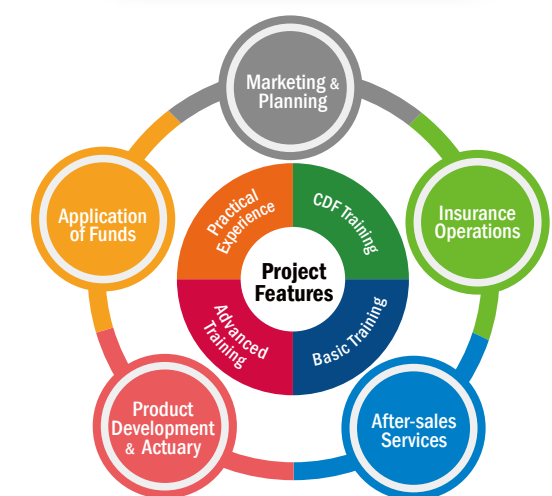 Marketing &
Planning
Application
of Funds
Insurance
Operations
Practical
Experience
CDF Training
Project
Features
Advanced
Training
Basic Training
Product
Development
& Actuary
After-sales
Services